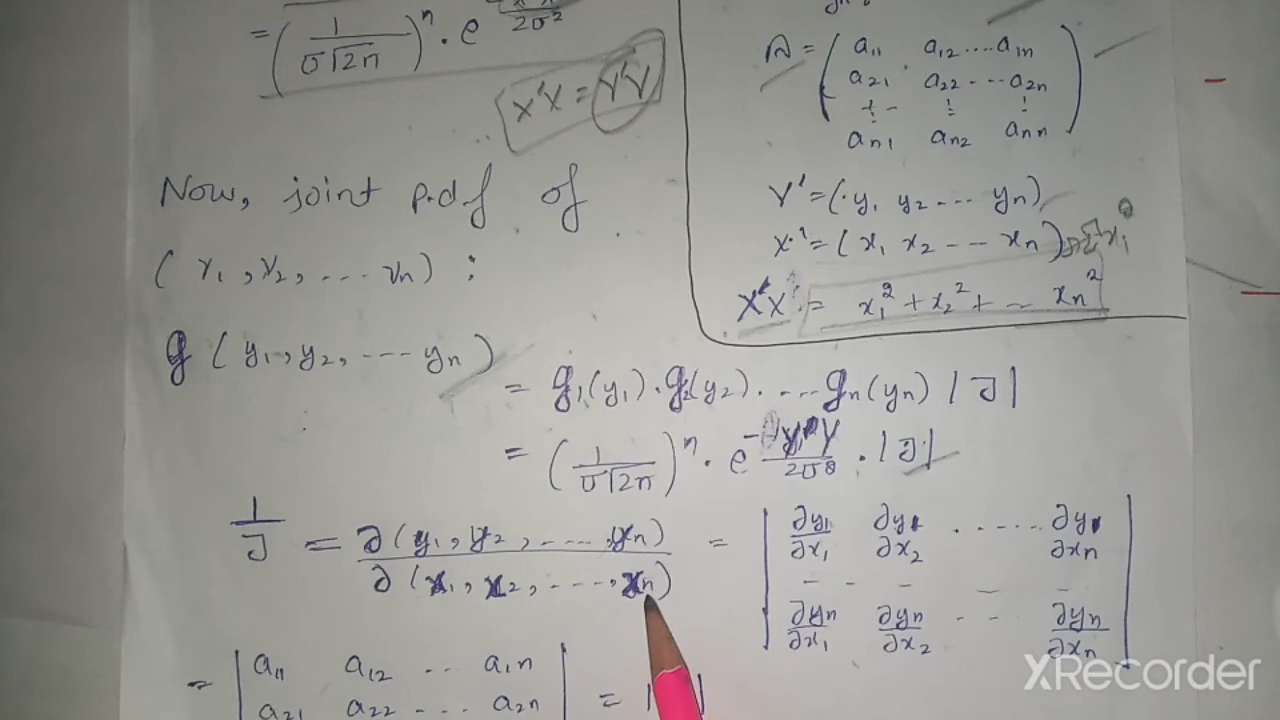 = (1/σ√2π)ⁿ . e 2σ²
X'X = Y'Y
A = ( a₁₁ a₁₂ .... a₁ₙ
a₂₁ a₂₂ --- a₂ₙ
aₙ₁ aₙ₂ aₙₙ )
Y' = (y₁ y₂ --- yₙ)
X' = (x₁ x₂ --- xₙ)
X'X = x₁² + x₂² + -- xₙ²
Now, joint p.d.f of
(Y₁, Y₂, ... Yₙ) :
g (y₁, y₂, ---- yₙ)
= g₁(y₁) . g₂(y₂) . ... gₙ(yₙ) |J|
= (1/σ√2π)ⁿ . e^(-Y'Y/2σ²) . |J|
1/J = ∂(y₁, y₂, ...., yₙ) / ∂(x₁, x₂, ----, xₙ) = | ∂y₁/∂x₁ ∂y₁/∂x₂ ...... ∂y₁/∂xₙ
- - - - -
∂yₙ/∂x₁ ∂yₙ/∂x₂ - - ∂yₙ/∂xₙ |
= | a₁₁ a₁₂ .. a₁ₙ
a₂₁ a₂₂ ... a₂ₙ | = | |
XRecorder